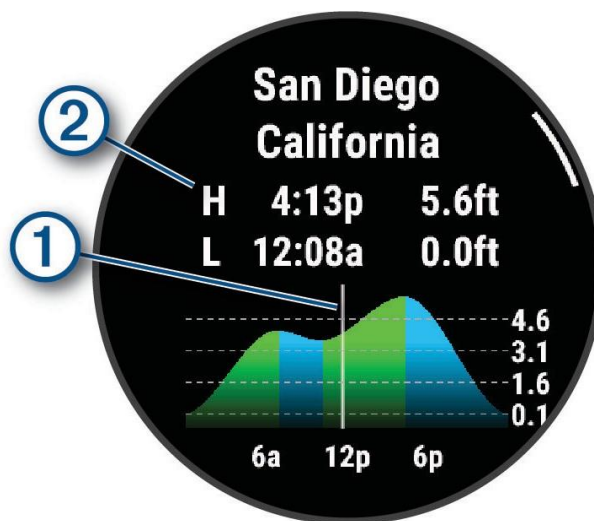 San Diego
California
② H 4:13p 5.6ft
① L 12:08a 0.0ft
4.6
3.1
1.6
0.1
6a 12p 6p